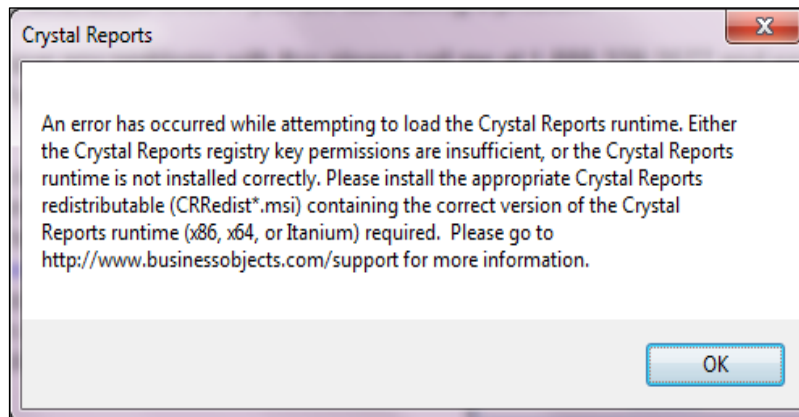 Crystal Reports
An error has occurred while attempting to load the Crystal Reports runtime. Either
the Crystal Reports registry key permissions are insufficient, or the Crystal Reports
runtime is not installed correctly. Please install the appropriate Crystal Reports
redistributable (CRRedist*.msi) containing the correct version of the Crystal
Reports runtime (x86, x64, or Itanium) required.  Please go to
http://www.businessobjects.com/support for more information.
OK